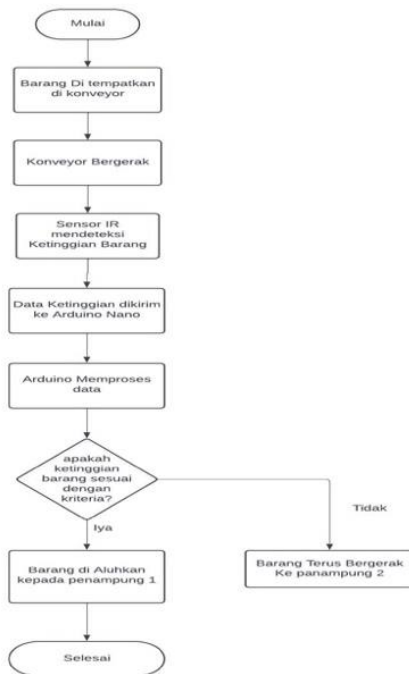 Mulai
Barang Di tempatkan
di konveyor
Konveyor Bergerak
Sensor IR
mendeteksi
Ketinggian Barang
Data Ketinggian dikirim
ke Arduino Nano
Arduino Memproses
data
apakah
ketinggian
barang sesuai
dengan
kriteria?
Tidak
Iya
Barang di Aluhkan
kepada penampung 1
Barang Terus Bergerak
Ke panampung 2
Selesai